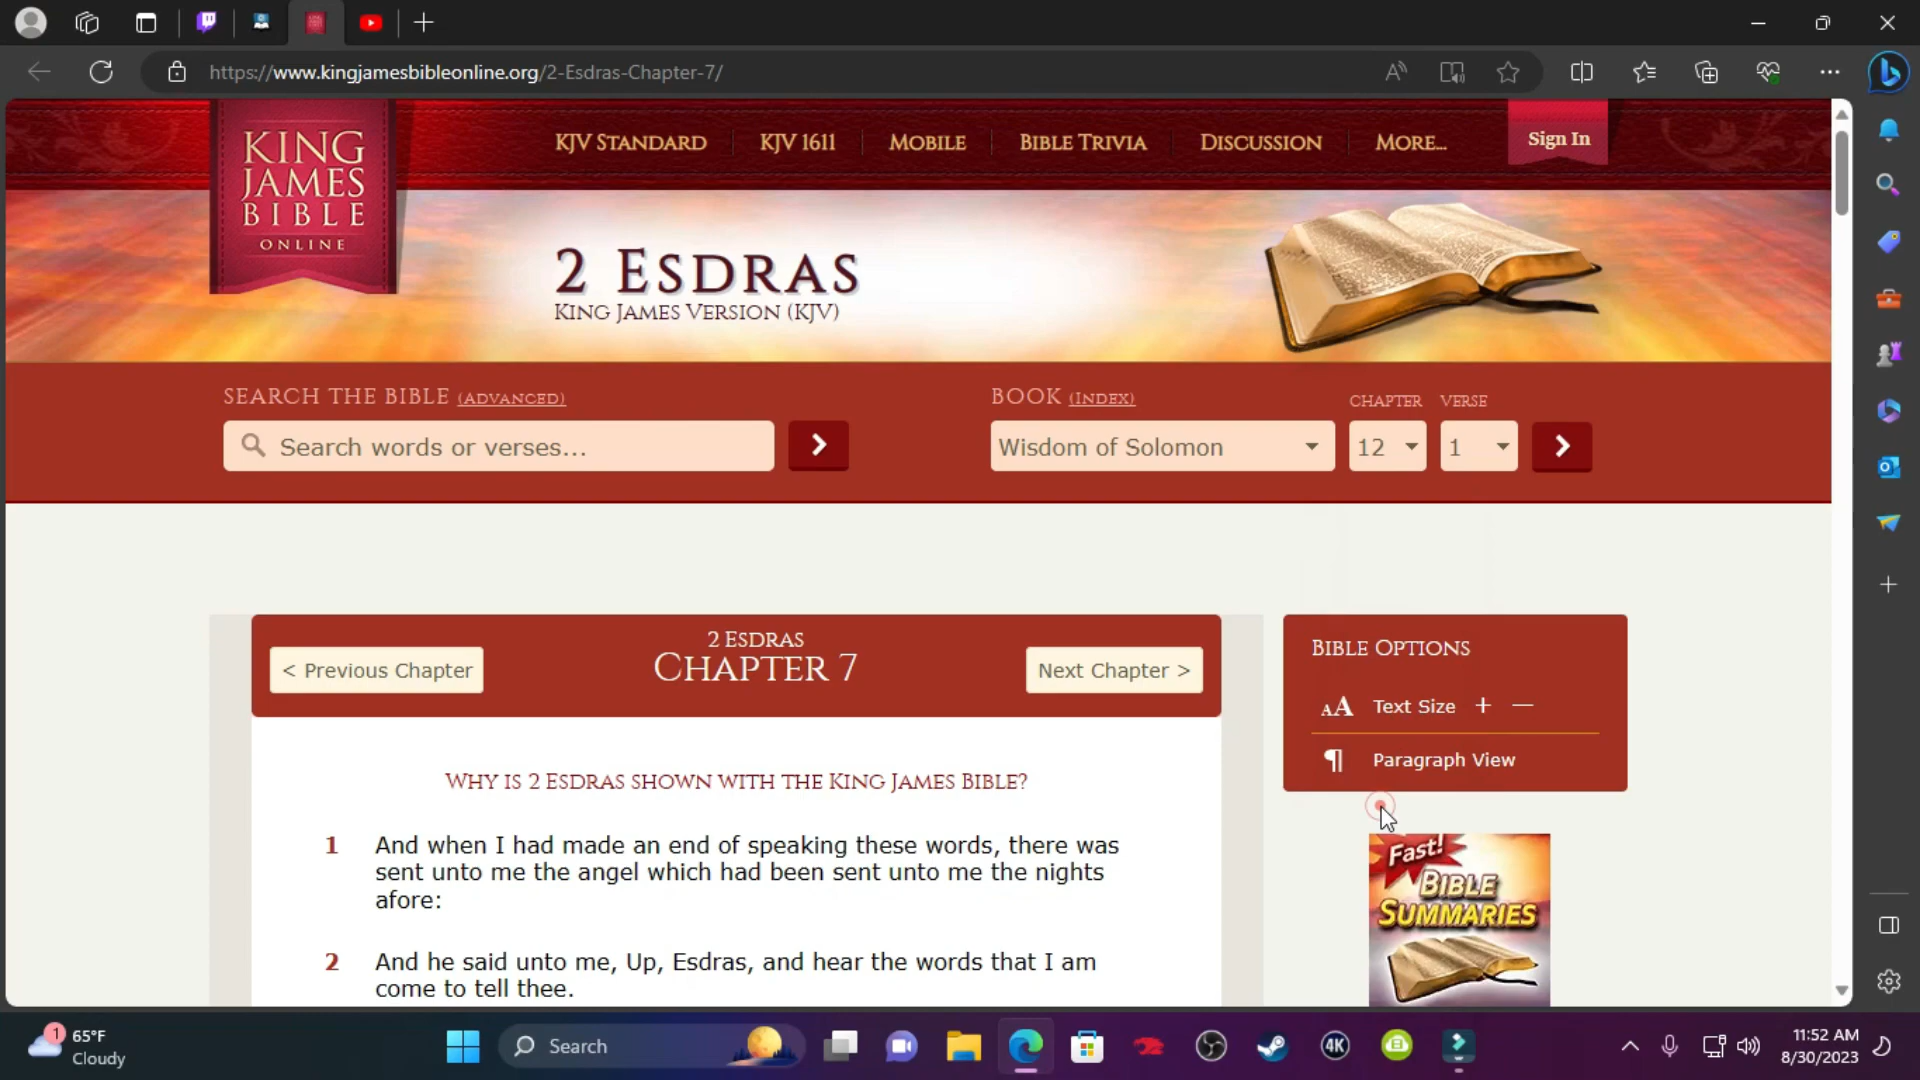 https://www.kingjamesbibleonline.org/2-Esdras-Chapter-7/
KING
JAMES
BIBLE
ONLINE
KJV STANDARD
KJV 1611
MOBILE
BIBLE TRIVIA
DISCUSSION
MORE...
Sign In
2 ESDRAS
KING JAMES VERSION (KJV)
SEARCH THE BIBLE (ADVANCED)
BOOK (INDEX)
CHAPTER
VERSE
Search words or verses...
Wisdom of Solomon
12
1
2 ESDRAS
< Previous Chapter
CHAPTER 7
Next Chapter >
BIBLE OPTIONS
AA Text Size + —
¶ Paragraph View
WHY IS 2 ESDRAS SHOWN WITH THE KING JAMES BIBLE?
1 And when I had made an end of speaking these words, there was
sent unto me the angel which had been sent unto me the nights
afore:
2 And he said unto me, Up, Esdras, and hear the words that I am
come to tell thee.
Fast!
BIBLE
SUMMARIES
1
65°F
Cloudy
Search
4K
11:52 AM
8/30/2023